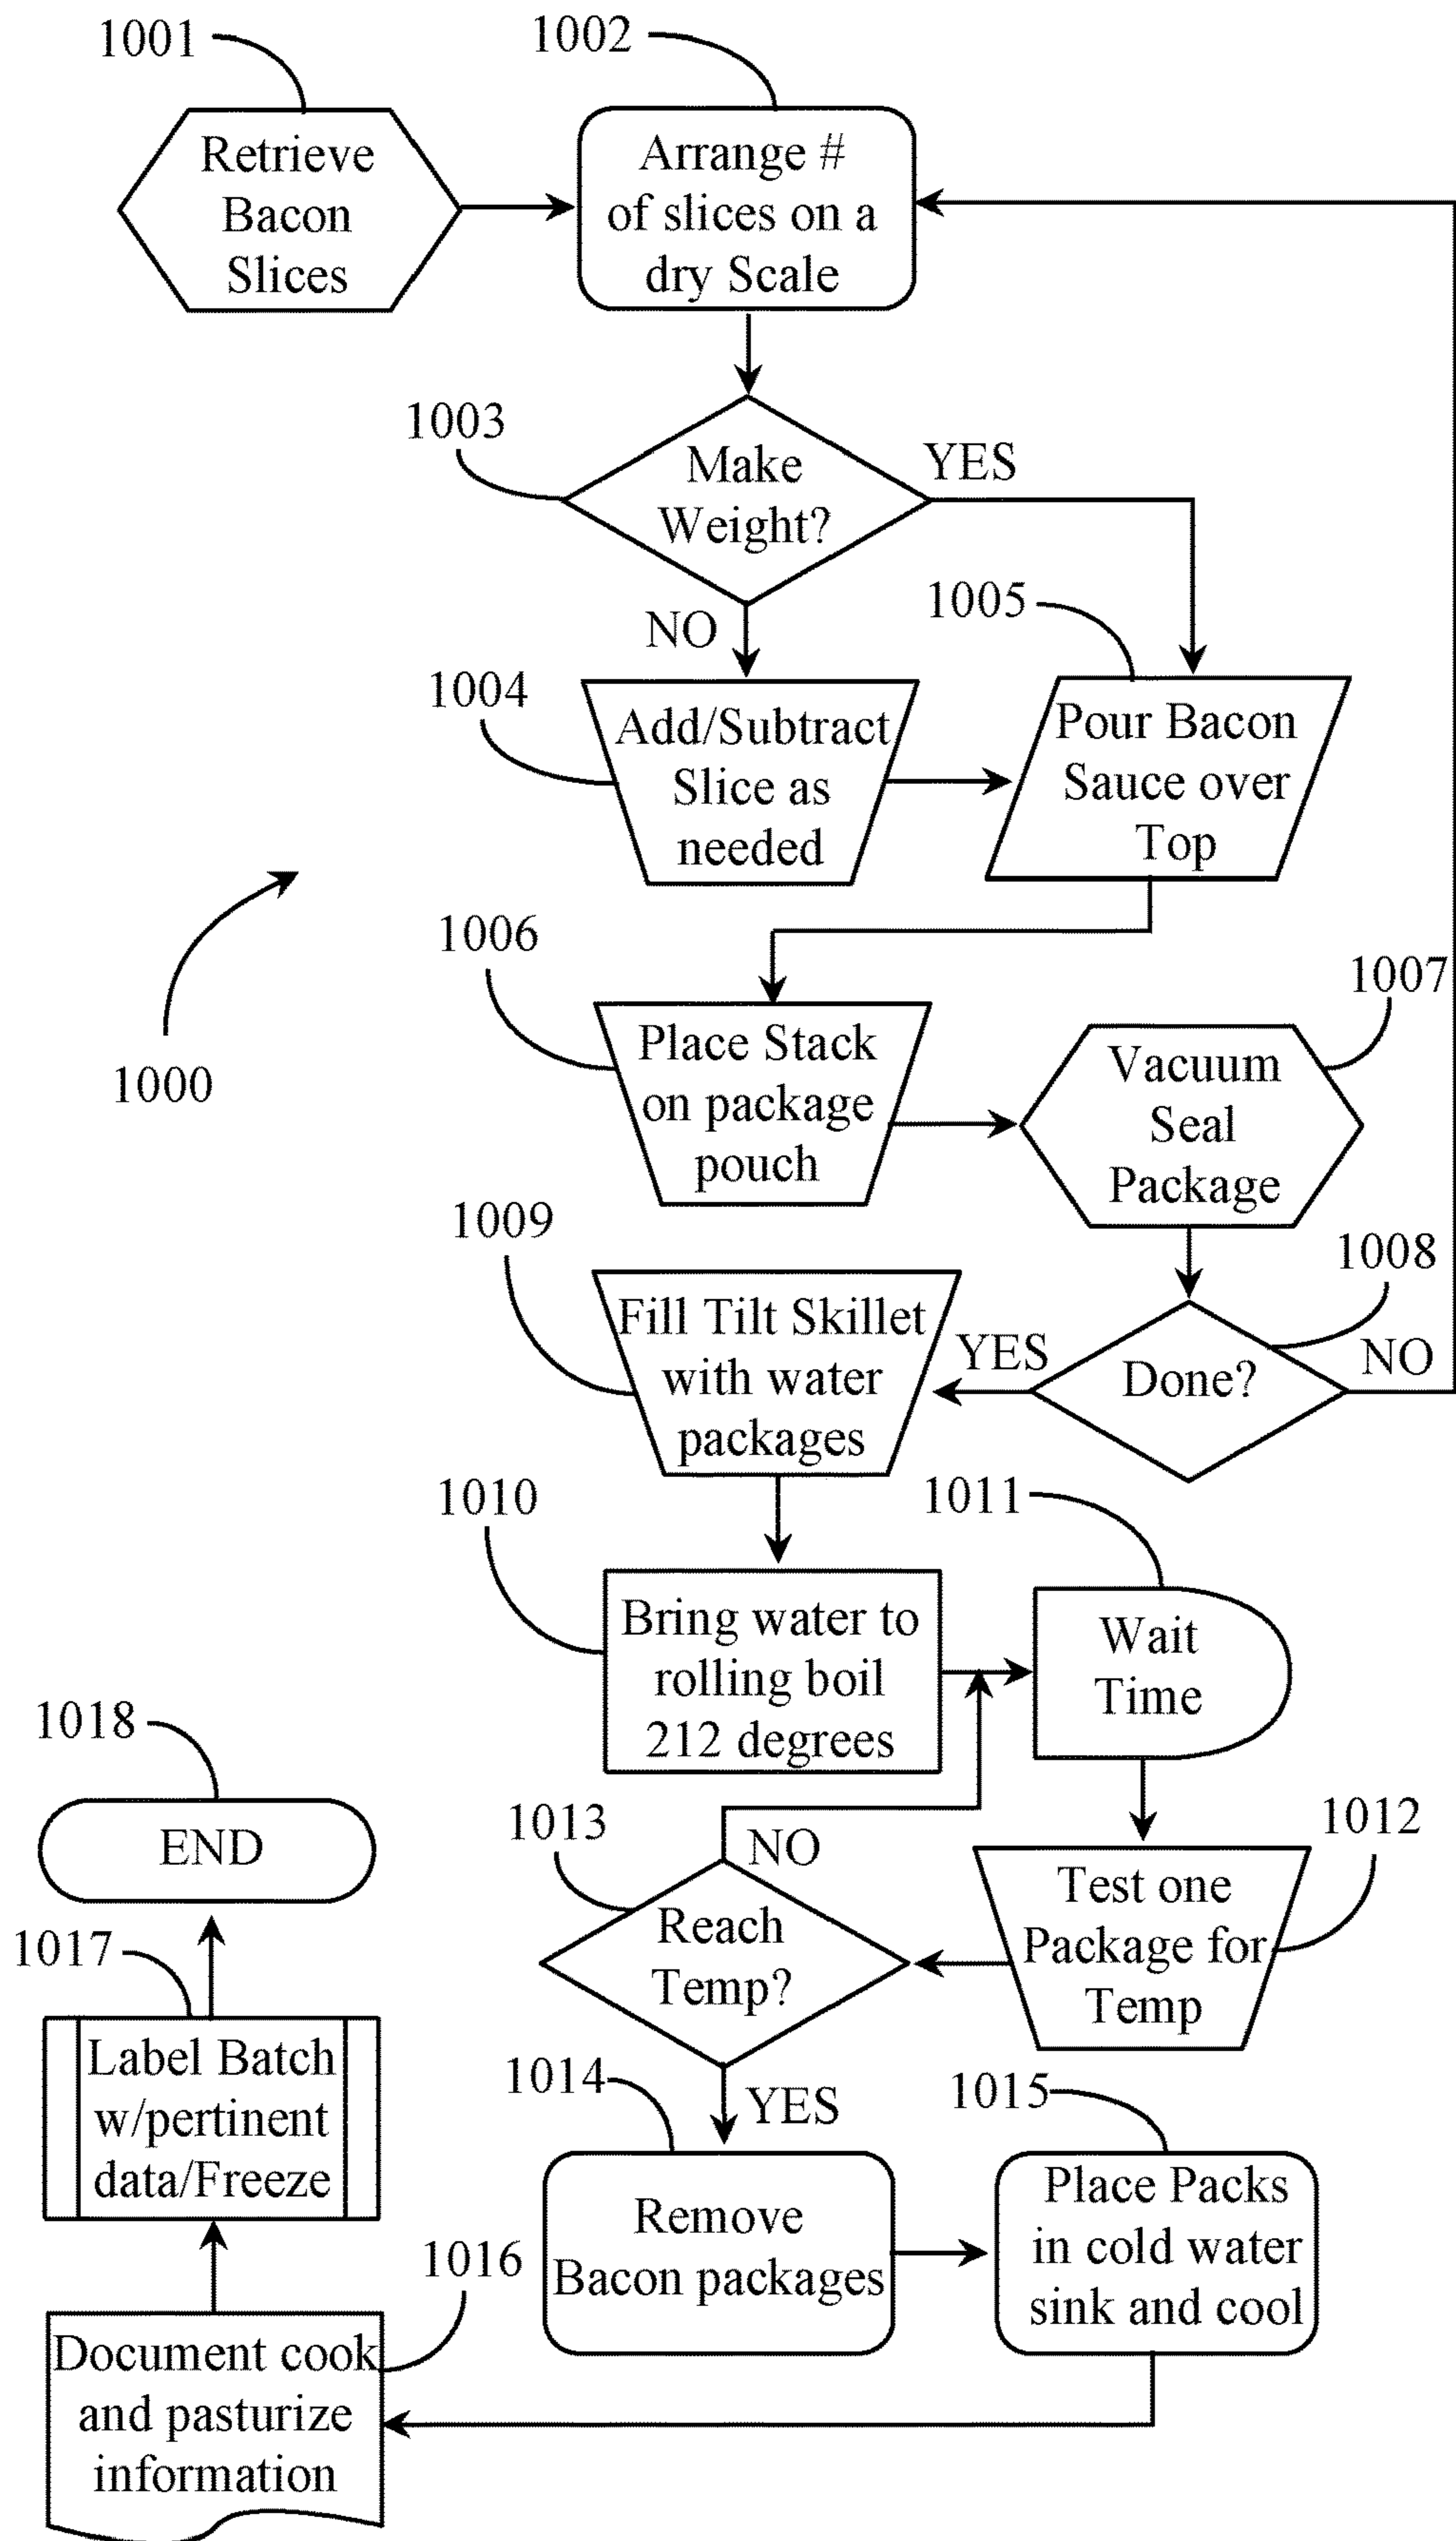 1001
Retrieve
Bacon
Slices
1002
Arrange #
of slices on a
dry Scale
1003
Make
Weight?
YES
NO
1004
Add/Subtract
Slice as
needed
1005
Pour Bacon
Sauce over
Top
1000
1006
Place Stack
on package
pouch
1007
Vacuum
Seal
Package
1008
Done?
YES
NO
1009
Fill Tilt Skillet
with water
packages
1010
Bring water to
rolling boil
212 degrees
1011
Wait
Time
1012
Test one
Package for
Temp
1013
Reach
Temp?
NO
YES
1014
Remove
Bacon packages
1015
Place Packs
in cold water
sink and cool
1016
Document cook
and pasturize
information
1017
Label Batch
w/pertinent
data/Freeze
1018
END